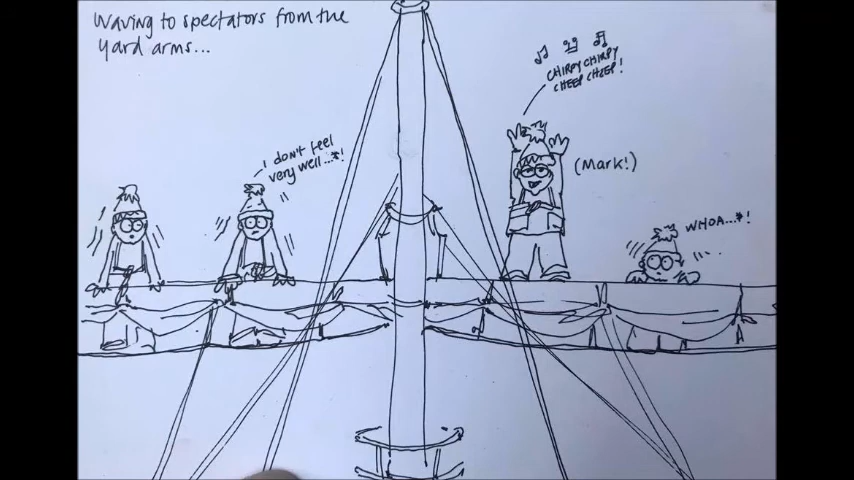 Waving to spectators from the
yard arms...
♫ ♫ ♫
CHIRPY CHIRPY
CHEEP CHEEP!
I don't feel
very well...*!
(Mark!)
WHOA...*!